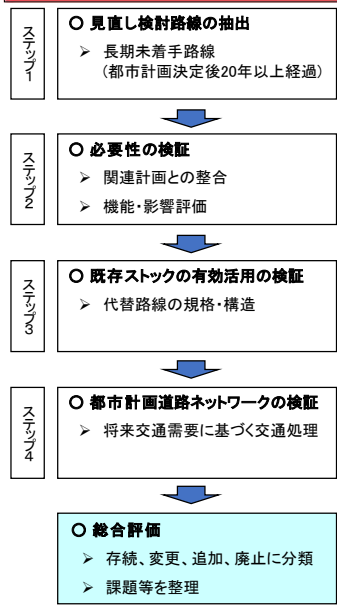 ステップ1
○ 見直し検討路線の抽出
➢ 長期未着手路線
(都市計画決定後20年以上経過)
ステップ2
○ 必要性の検証
➢ 関連計画との整合
➢ 機能・影響評価
ステップ3
○ 既存ストックの有効活用の検証
➢ 代替路線の規格・構造
ステップ4
○ 都市計画道路ネットワークの検証
➢ 将来交通需要に基づく交通処理
○ 総合評価
➢ 存続、変更、追加、廃止に分類
➢ 課題等を整理